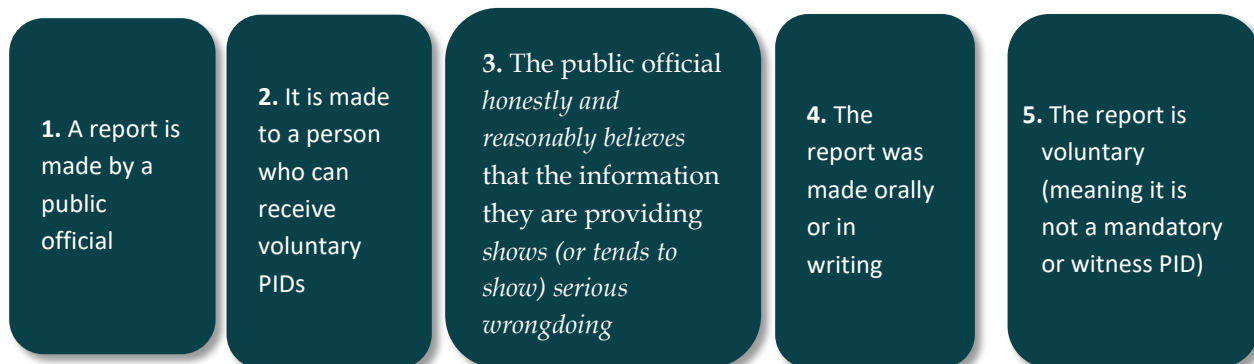 1. A report is
made by a
public
official
2. It is made
to a person
who can
receive
voluntary
PIDs
3. The public official
honestly and
reasonably believes
that the information
they are providing
shows (or tends to
show) serious
wrongdoing
4. The
report was
made orally
or in
writing
5. The report is
voluntary
(meaning it is
not a mandatory
or witness PID)